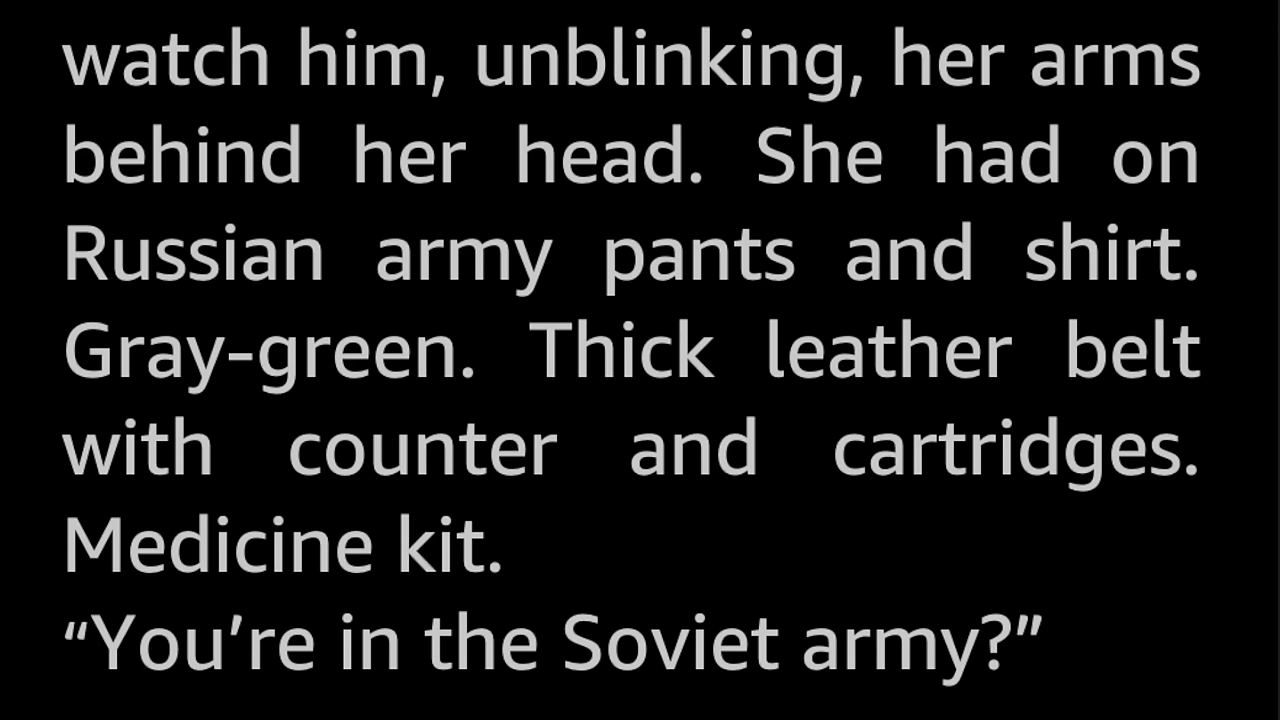 watch him, unblinking, her arms
behind her head. She had on
Russian army pants and shirt.
Gray-green. Thick leather belt
with counter and cartridges.
Medicine kit.
“You’re in the Soviet army?”